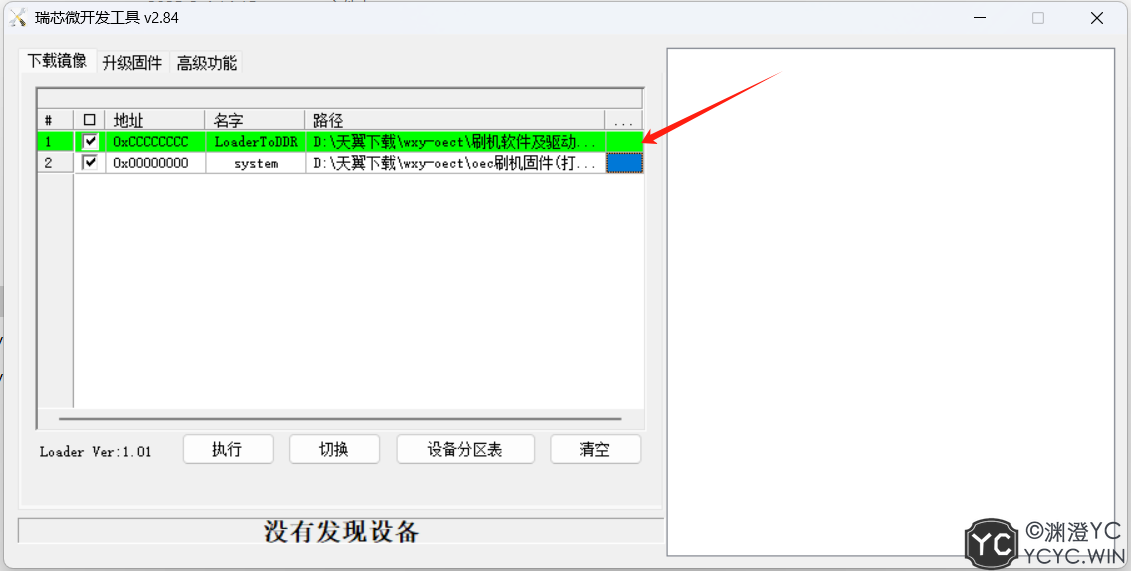 瑞芯微开发工具 v2.84
下载镜像 升级固件 高级功能
# 地址 名字 路径 ...
1 0xCCCCCCCC LoaderToDDR D:\天翼下载\wxy-oect\刷机软件及驱动...
2 0x00000000 system D:\天翼下载\wxy-oect\oec刷机固件(打...
Loader Ver:1.01 执行 切换 设备分区表 清空
没有发现设备
YC ©渊澄YC
YCYC.WIN